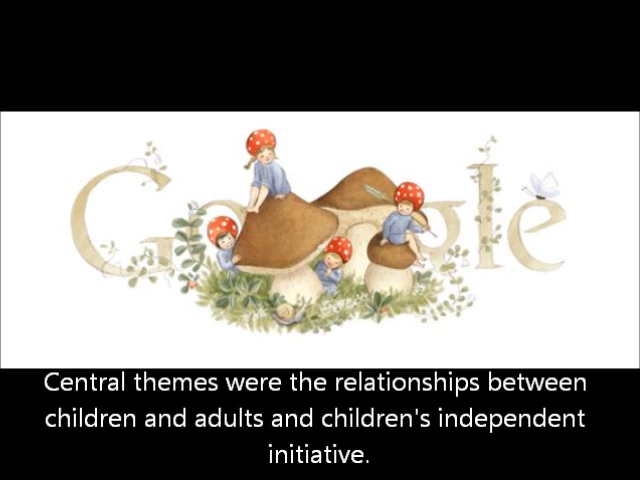 Google
Central themes were the relationships between
children and adults and children's independent
initiative.